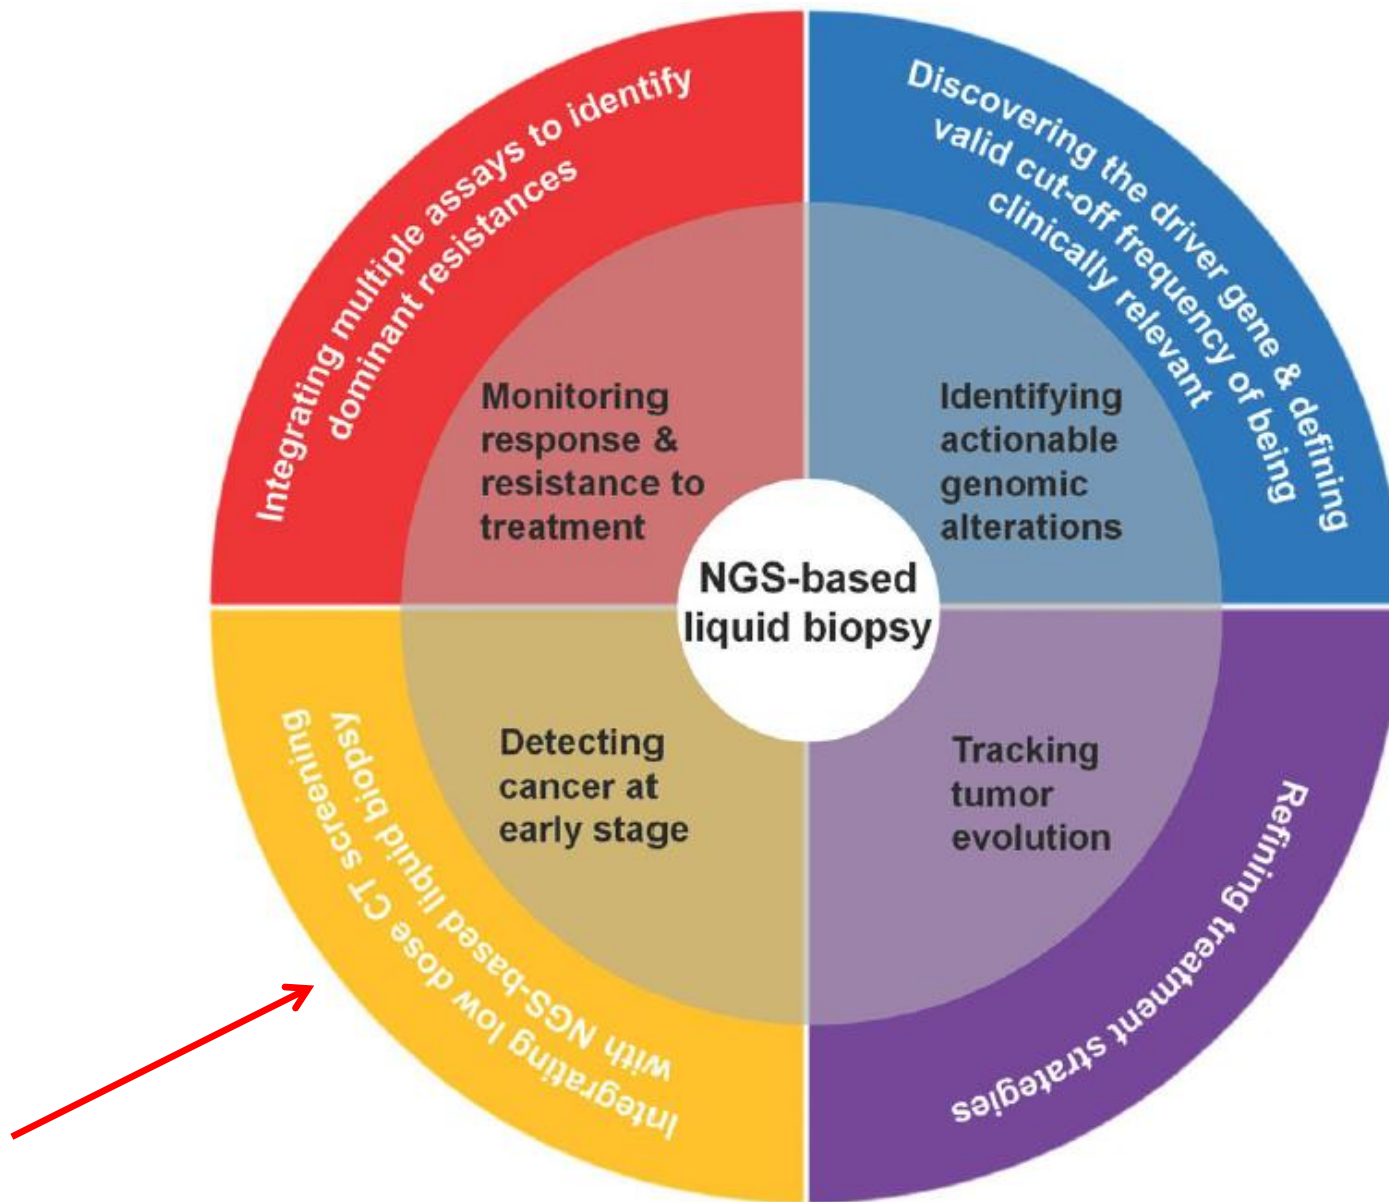 Integrating multiple assays to identify
dominant resistances
Discovering the driver gene & defining
valid cut-off frequency of being
clinically relevant
Monitoring
response &
resistance to
treatment
Identifying
actionable
genomic
alterations
NGS-based
liquid biopsy
Detecting
cancer at
early stage
Tracking
tumor
evolution
Integrating low dose CT screening
with NGS-based liquid biopsy
Refining treatment strategies